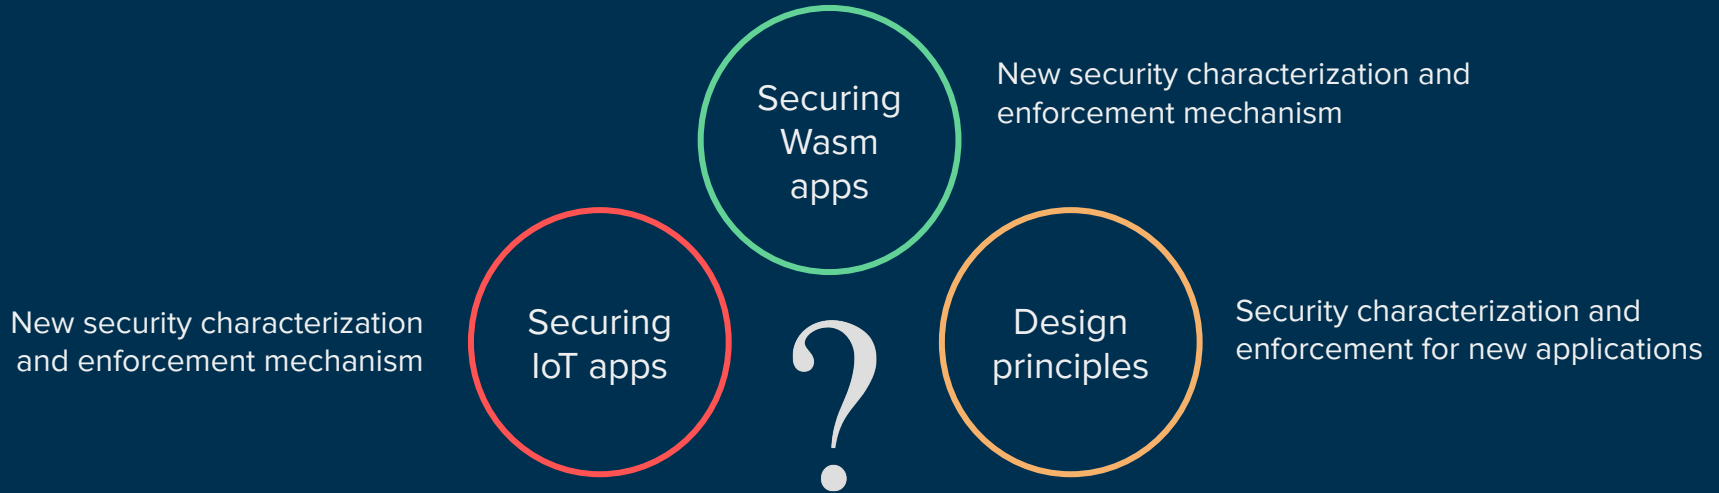 Securing
Wasm
apps
New security characterization and
enforcement mechanism
New security characterization
and enforcement mechanism
Securing
IoT apps
?
Design
principles
Security characterization and
enforcement for new applications